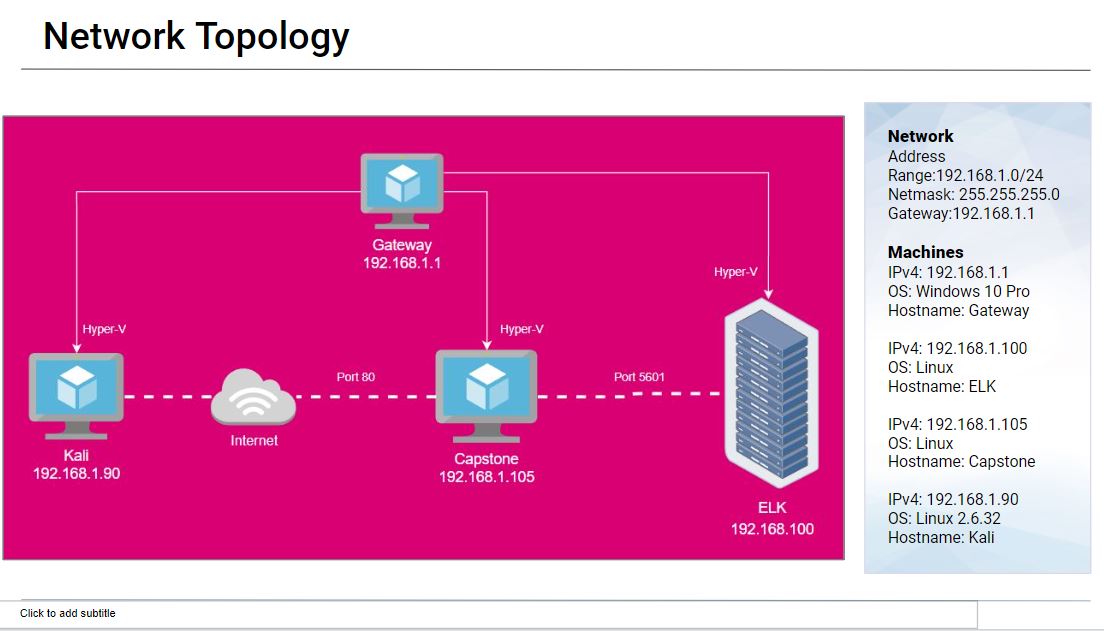 Network Topology
Gateway
192.168.1.1
Hyper-V
Hyper-V
Hyper-V
Port 80
Port 5601
Internet
Kali
192.168.1.90
Capstone
192.168.1.105
ELK
192.168.100
Network
Address
Range:192.168.1.0/24
Netmask: 255.255.255.0
Gateway:192.168.1.1
Machines
IPv4: 192.168.1.1
OS: Windows 10 Pro
Hostname: Gateway
IPv4: 192.168.1.100
OS: Linux
Hostname: ELK
IPv4: 192.168.1.105
OS: Linux
Hostname: Capstone
IPv4: 192.168.1.90
OS: Linux 2.6.32
Hostname: Kali
Click to add subtitle